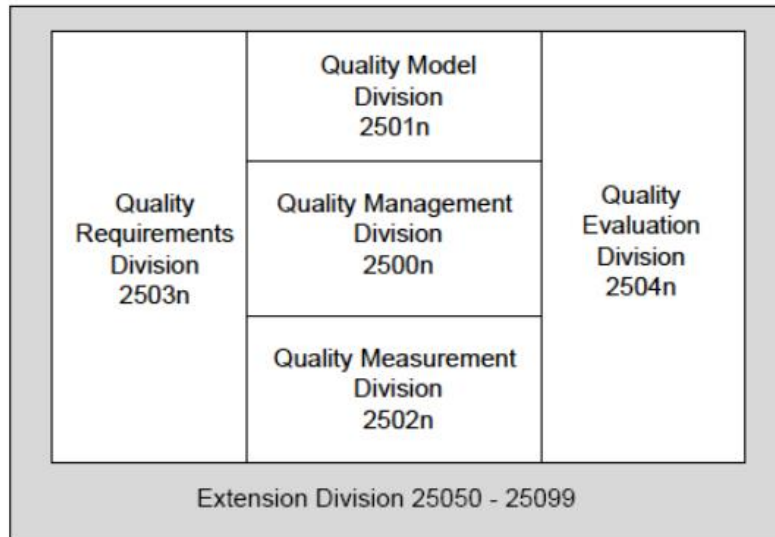 Quality Model
Division
2501n
Quality
Requirements
Division
2503n
Quality Management
Division
2500n
Quality
Evaluation
Division
2504n
Quality Measurement
Division
2502n
Extension Division 25050 - 25099